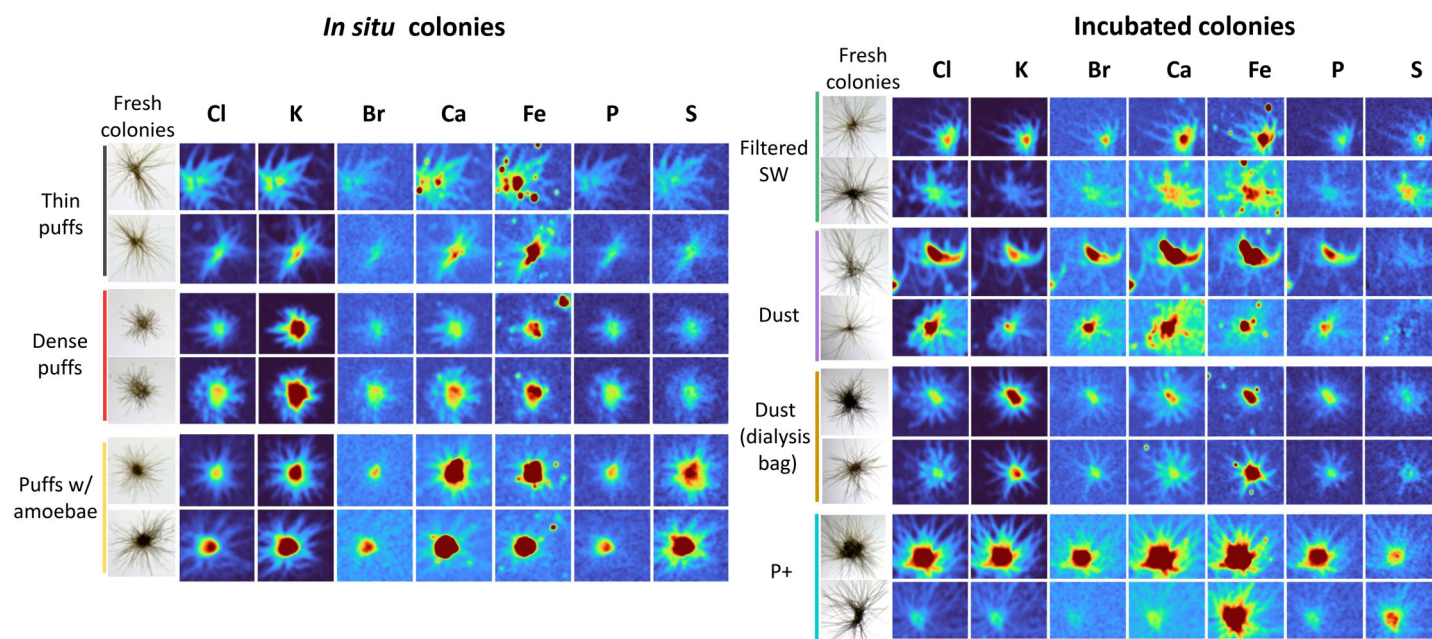 In situ colonies
Fresh
colonies
Cl K Br Ca Fe P S
Thin
puffs
Dense
puffs
Puffs w/
amoebae
Incubated colonies
Fresh
colonies
Cl K Br Ca Fe P S
Filtered
SW
Dust
Dust
(dialysis
bag)
P+